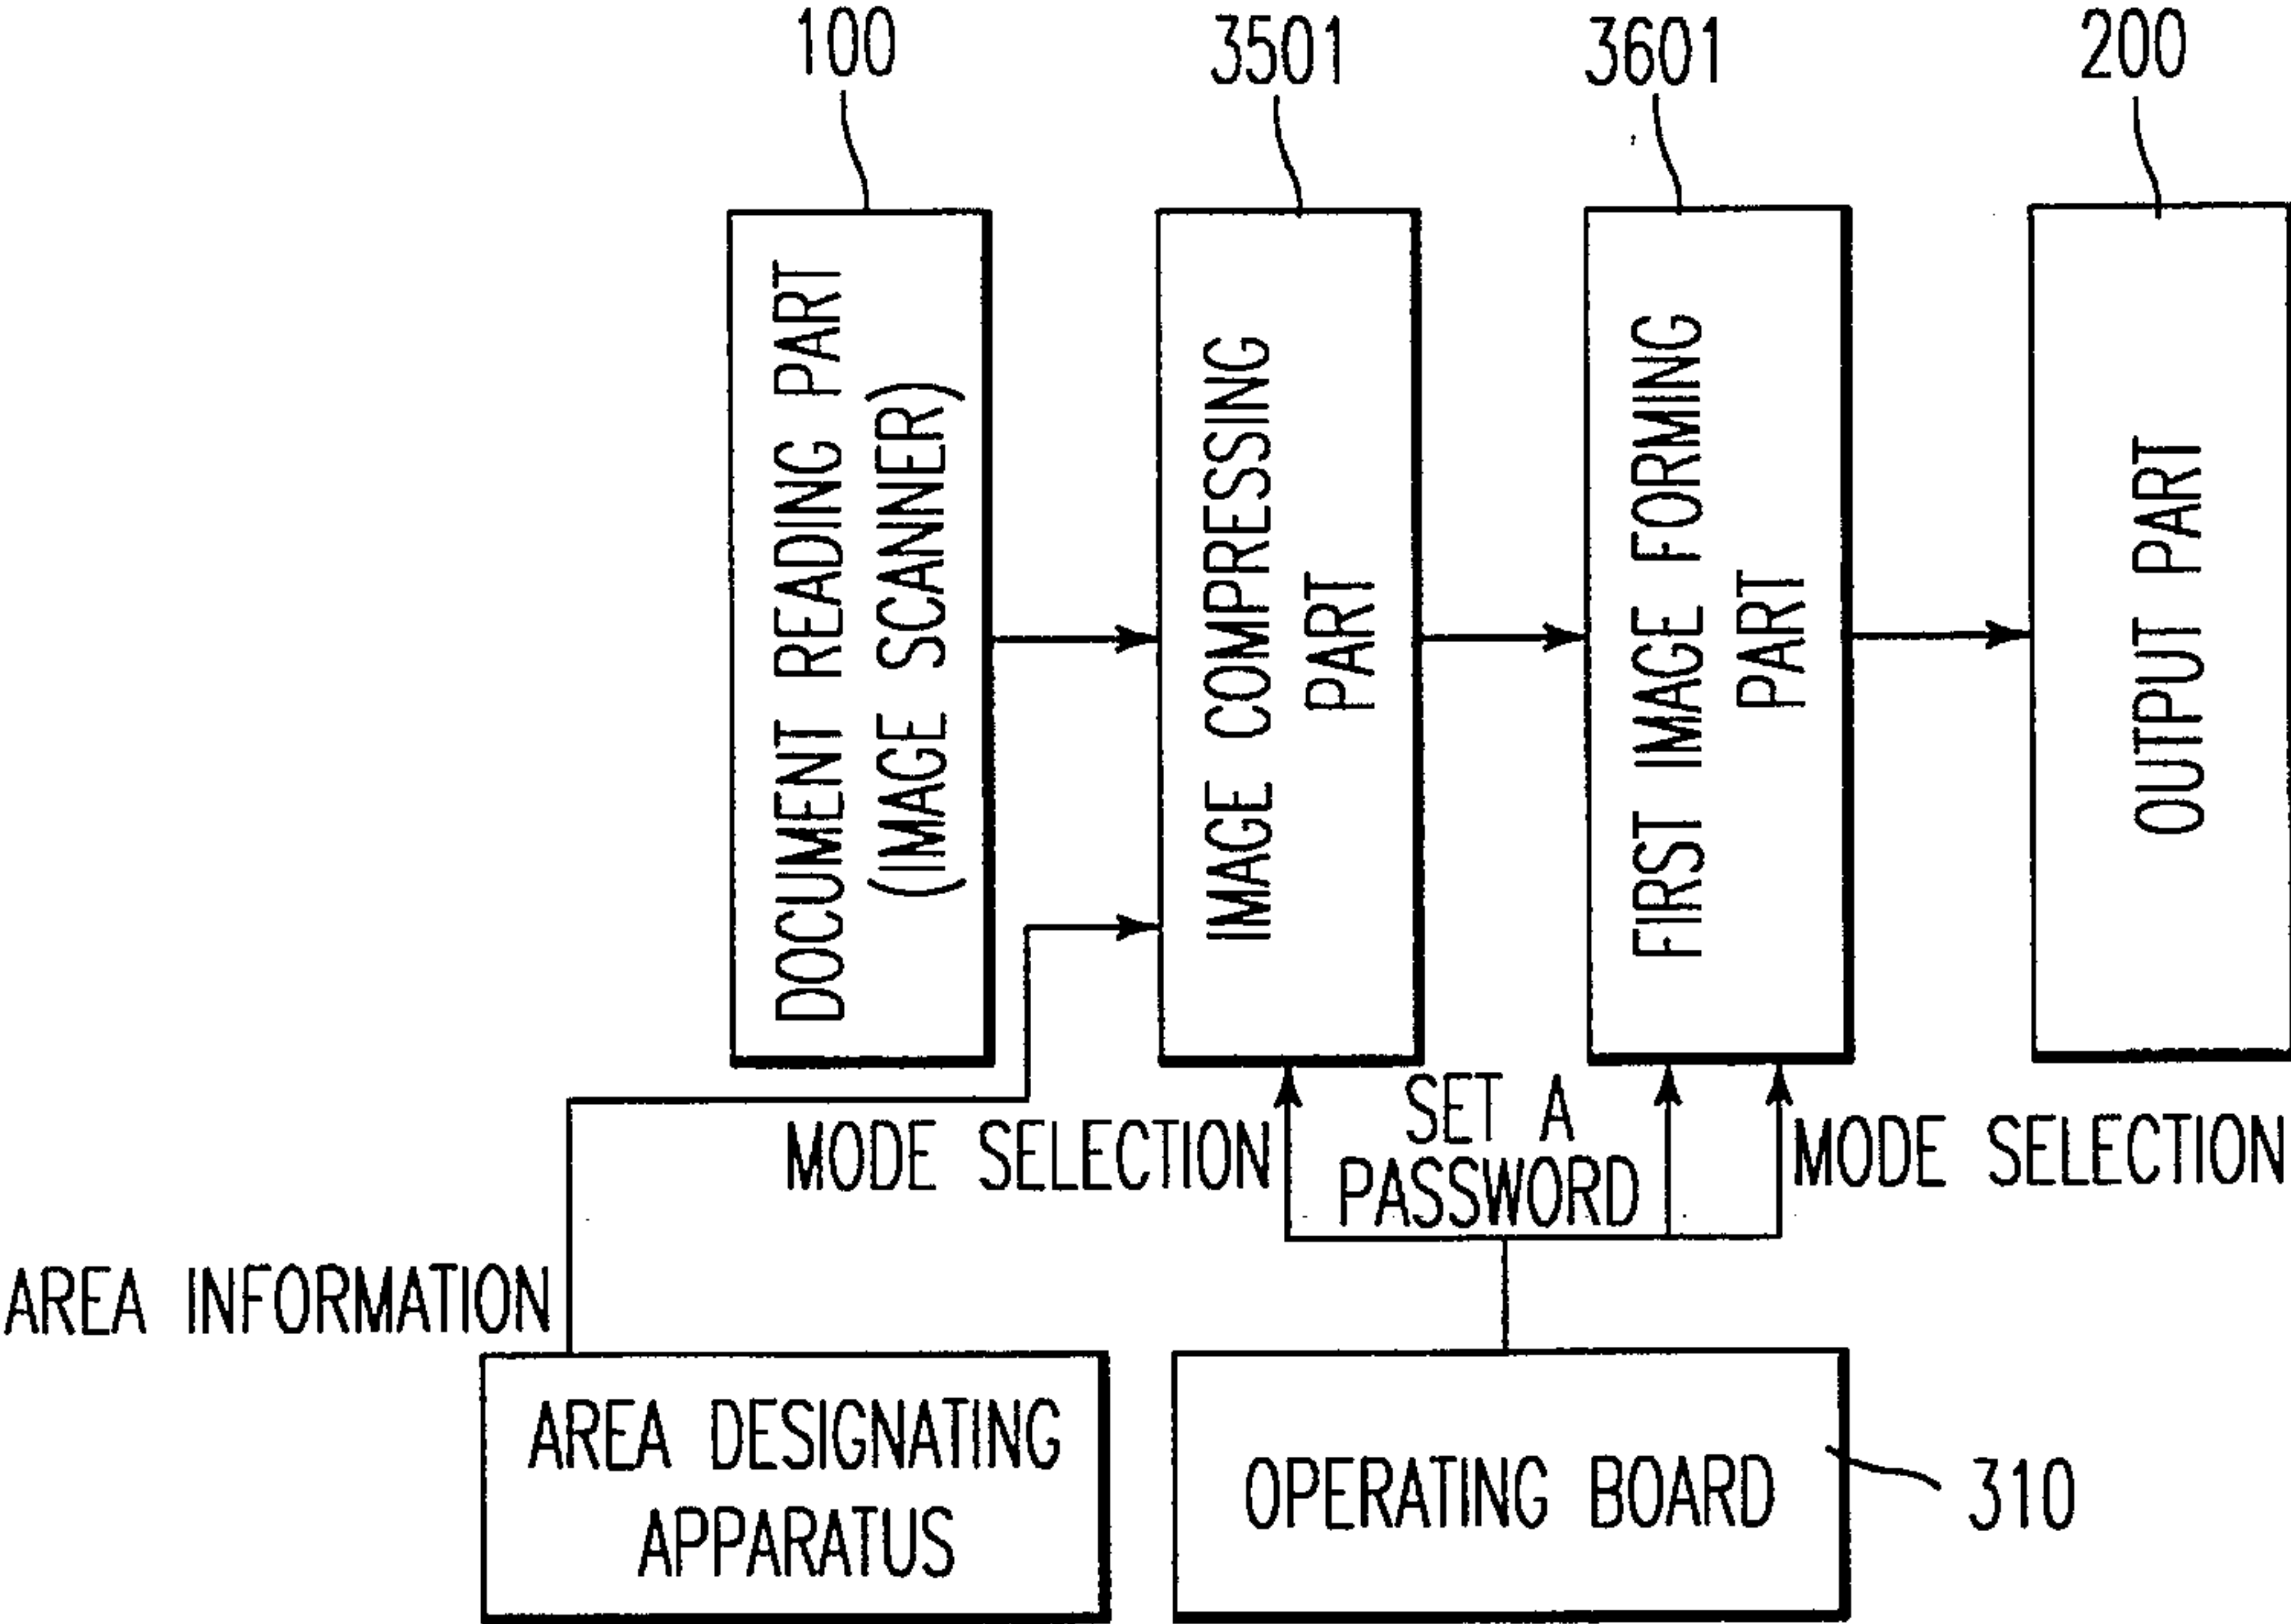 100
3501
3601
200
DOCUMENT READING PART
(IMAGE SCANNER)
IMAGE COMPRESSING
PART
FIRST IMAGE FORMING
PART
OUTPUT PART
MODE SELECTION
SET A
PASSWORD
MODE SELECTION
AREA INFORMATION
AREA DESIGNATING
APPARATUS
OPERATING BOARD
310